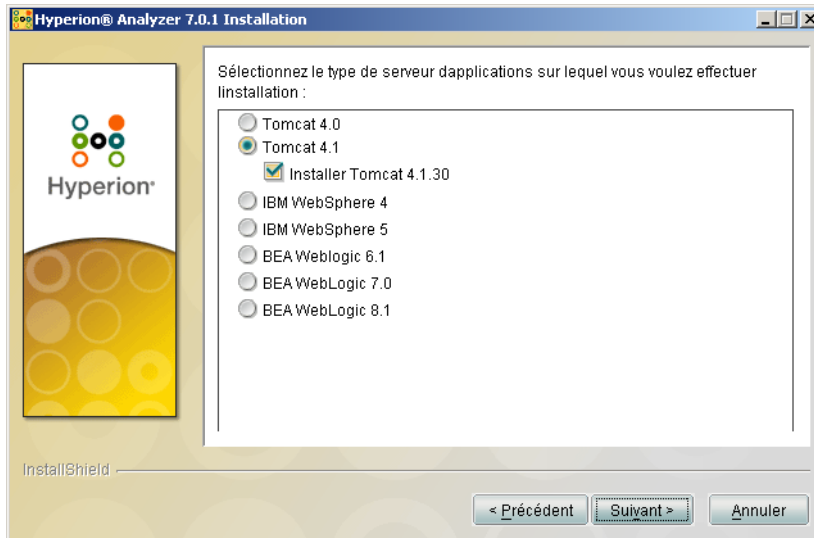 Hyperion® Analyzer 7.0.1 Installation
Sélectionnez le type de serveur dapplications sur lequel vous voulez effectuer
linstallation :
Tomcat 4.0
Tomcat 4.1
Installer Tomcat 4.1.30
IBM WebSphere 4
IBM WebSphere 5
BEA Weblogic 6.1
BEA WebLogic 7.0
BEA WebLogic 8.1
Hyperion
InstallShield
< Précédent
Suivant >
Annuler